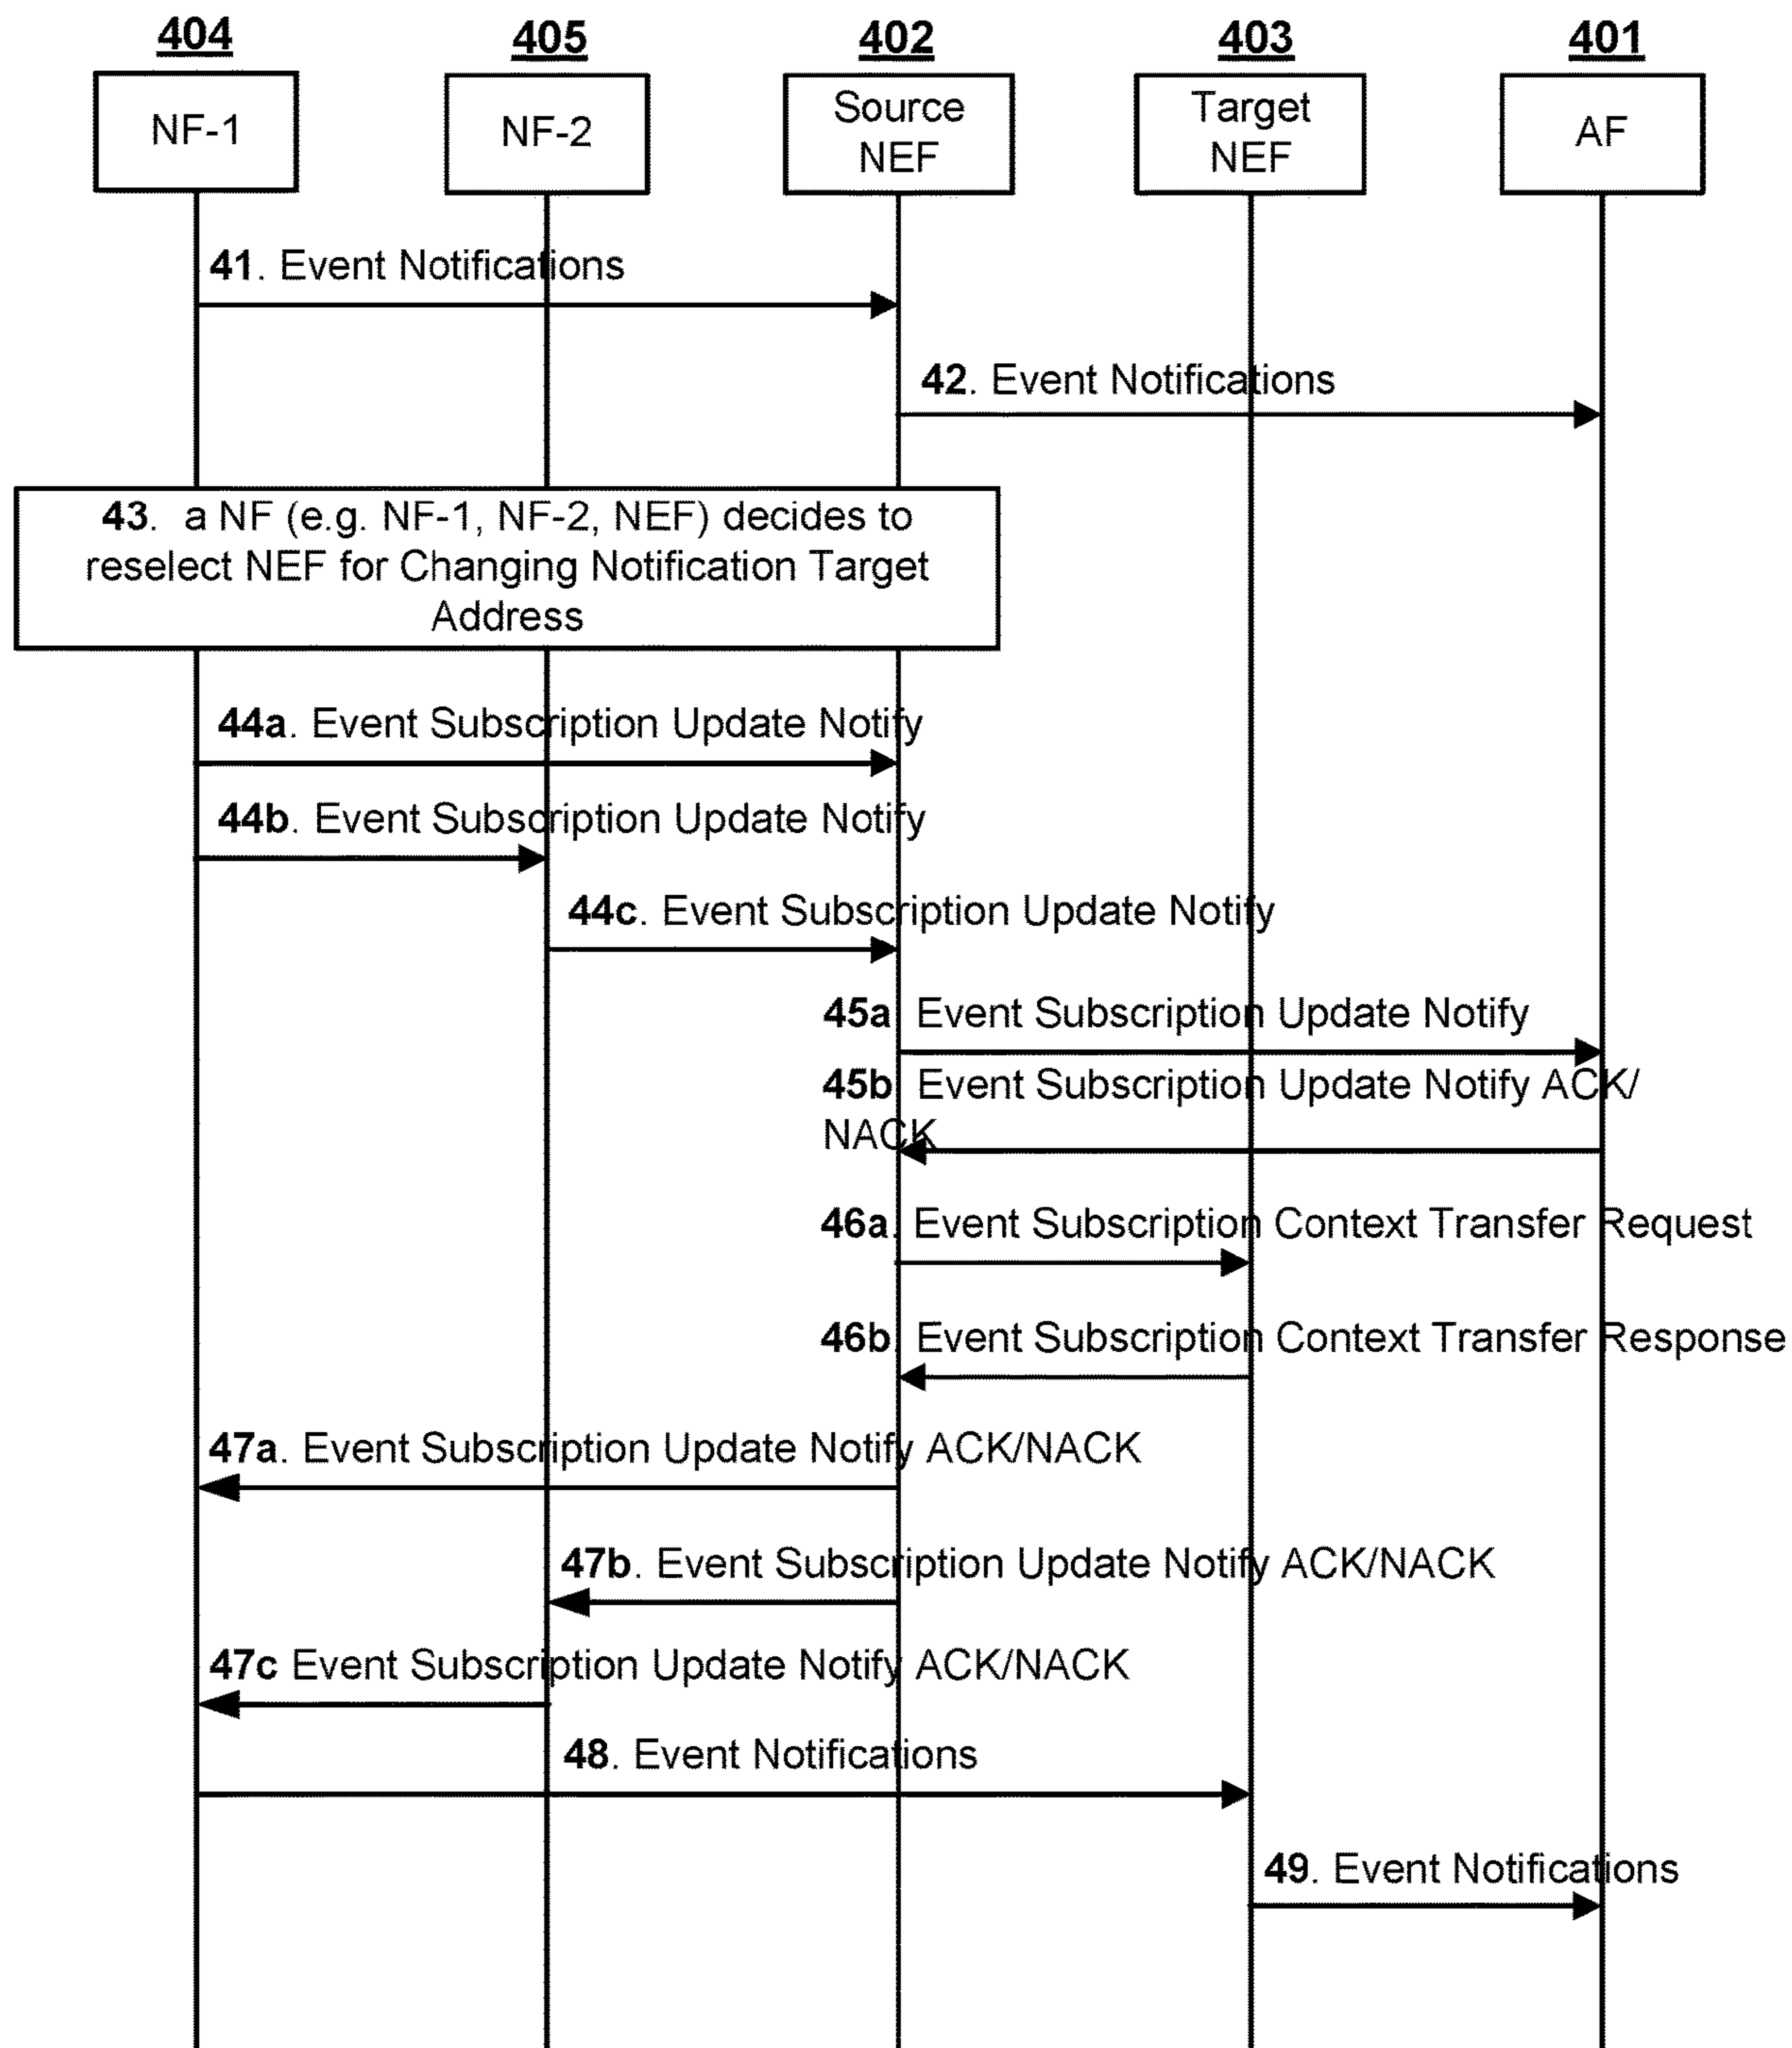 404 405 402 403 401
NF-1 NF-2 Source NEF Target NEF AF
41. Event Notifications
42. Event Notifications
43. a NF (e.g. NF-1, NF-2, NEF) decides to
reselect NEF for Changing Notification Target
Address
44a. Event Subscription Update Notify
44b. Event Subscription Update Notify
44c. Event Subscription Update Notify
45a Event Subscription Update Notify
45b Event Subscription Update Notify ACK/
NACK
46a. Event Subscription Context Transfer Request
46b. Event Subscription Context Transfer Response
47a. Event Subscription Update Notify ACK/NACK
47b. Event Subscription Update Notify ACK/NACK
47c Event Subscription Update Notify ACK/NACK
48. Event Notifications
49. Event Notifications